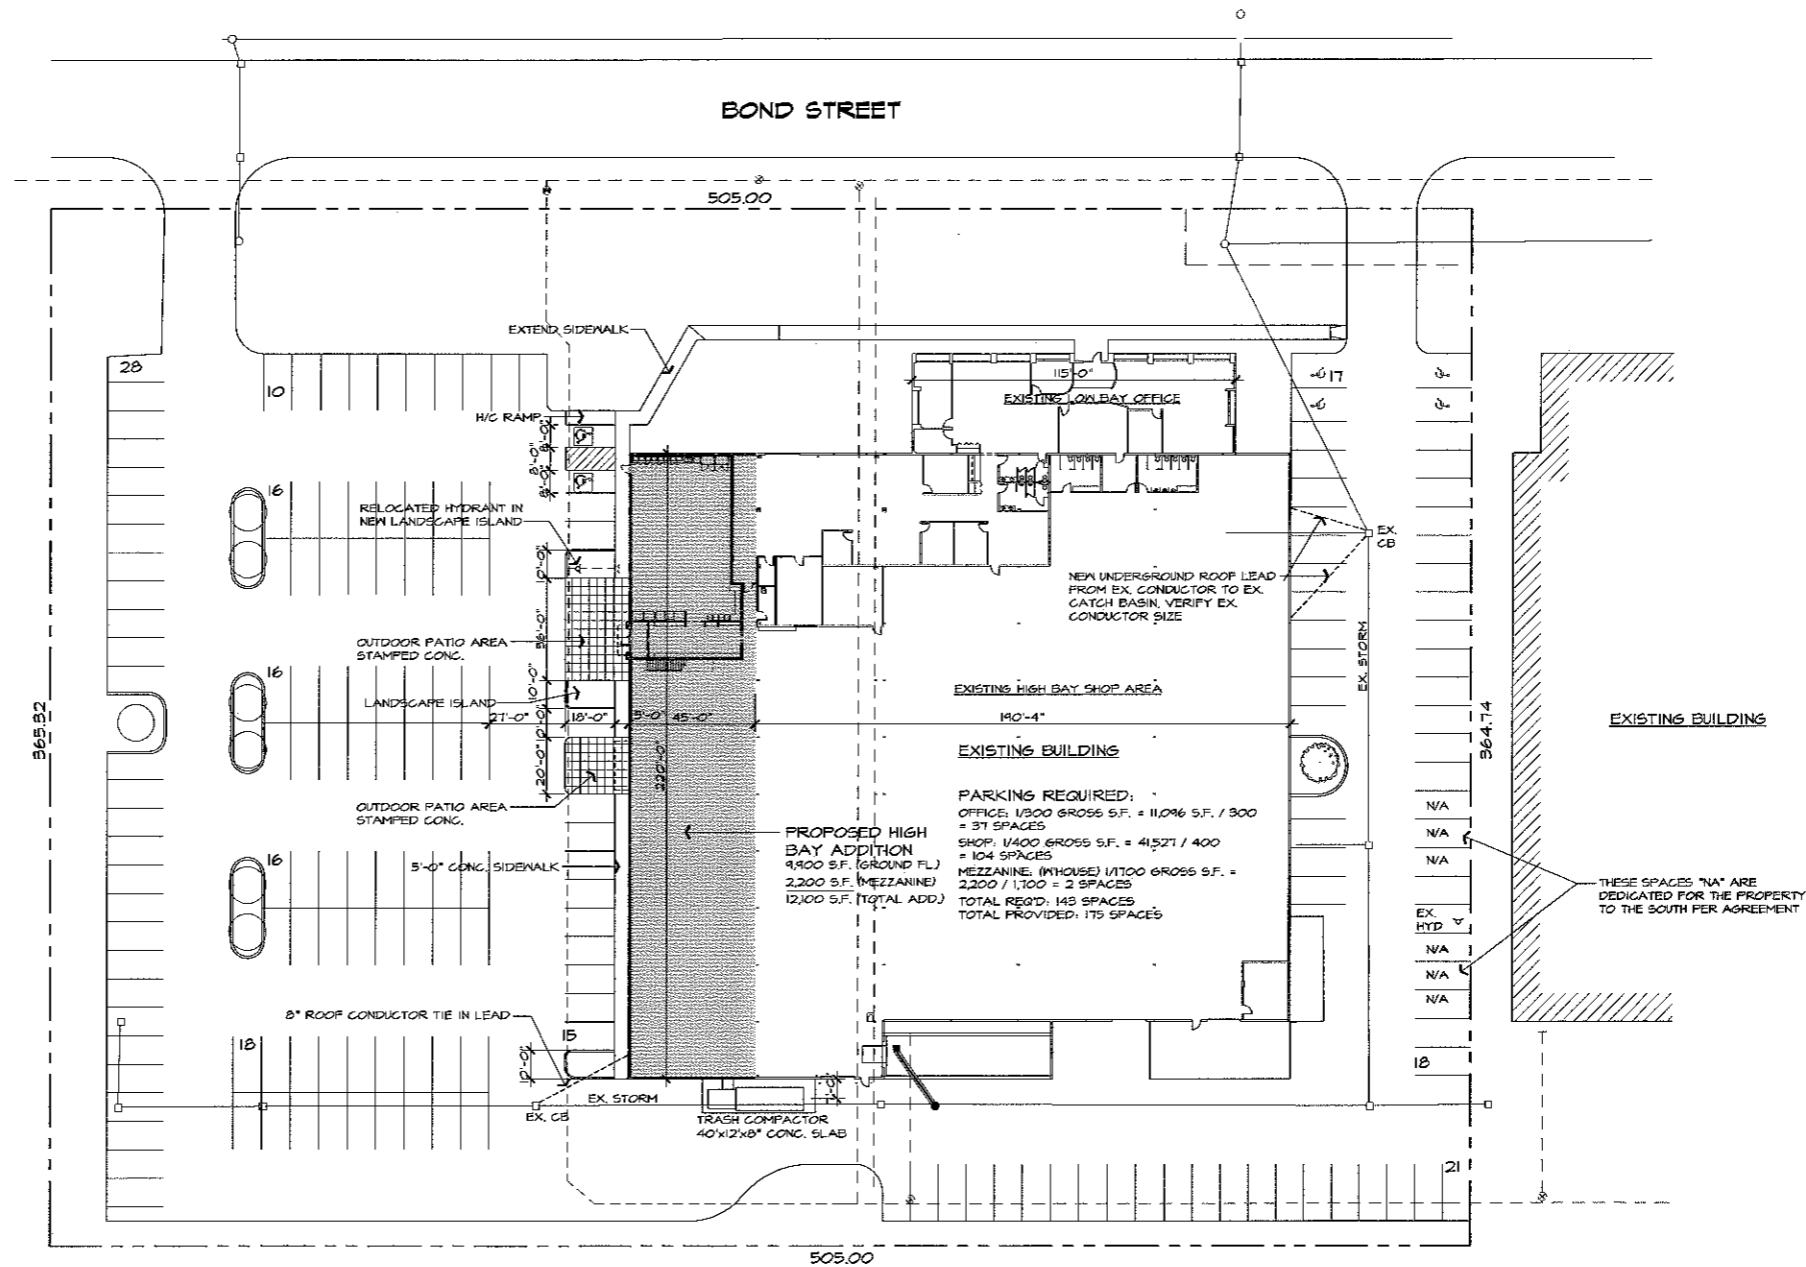 BOND STREET
505.00
EXTEND SIDEWALK
28
10
H/C RAMP
8'-0"
8'-0"
8'-0"
115'-0"
EXISTING LOW BAY OFFICE
17
16
RELOCATED HYDRANT IN
NEW LANDSCAPE ISLAND
10'-0"
EX.
CB
NEW UNDERGROUND ROOF LEAD
FROM EX. CONDUCTOR TO EX.
CATCH BASIN, VERIFY EX.
CONDUCTOR SIZE
OUTDOOR PATIO AREA
STAMPED CONC.
36'-0"
EX. STORM
16
LANDSCAPE ISLAND
10'-0"
EXISTING HIGH BAY SHOP AREA
365.32
18'-0"
5'-0"
45'-0"
190'-4"
10'-0"
220'-0"
364.74
EXISTING BUILDING
EXISTING BUILDING
20'-0"
OUTDOOR PATIO AREA
STAMPED CONC.
PARKING REQUIRED:
OFFICE: 1/300 GROSS S.F. = 11,096 S.F. / 300
= 37 SPACES
SHOP: 1/400 GROSS S.F. = 41,527 / 400
= 104 SPACES
MEZZANINE: (W'HOUSE) 1/1700 GROSS S.F. =
2,200 / 1,700 = 2 SPACES
TOTAL REQ'D: 143 SPACES
TOTAL PROVIDED: 175 SPACES
PROPOSED HIGH
BAY ADDITION
9,900 S.F. (GROUND FL.)
2,200 S.F. (MEZZANINE)
12,100 S.F. (TOTAL ADD.)
N/A
N/A
N/A
16
5'-0" CONC. SIDEWALK
THESE SPACES "NA" ARE
DEDICATED FOR THE PROPERTY
TO THE SOUTH PER AGREEMENT
EX.
HYD
N/A
N/A
N/A
8" ROOF CONDUCTOR TIE IN LEAD
18
15
10'-0"
18
EX. CB
EX. STORM
TRASH COMPACTOR
40'x12'x8" CONC. SLAB
21
505.00